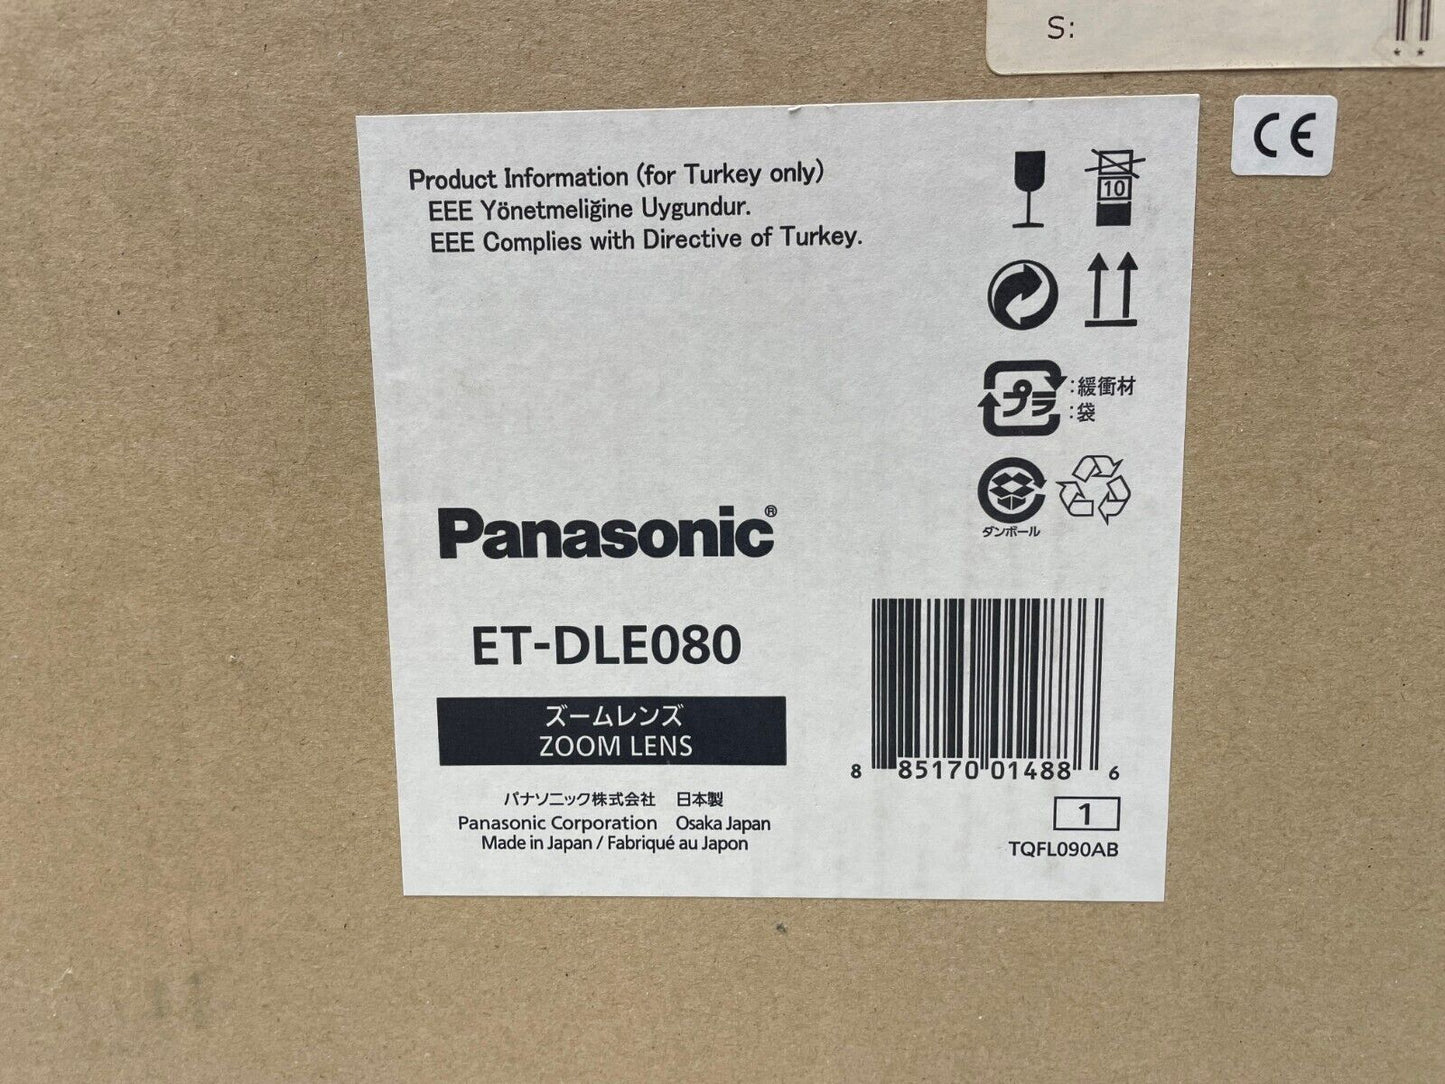 S:
CE
Product Information (for Turkey only)
EEE Yönetmeliğine Uygundur.
EEE Complies with Directive of Turkey.
10
プラ :緩衝材
:袋
ダンボール
Panasonic®
ET-DLE080
ズームレンズ
ZOOM LENS
8 85170 01488 6
パナソニック株式会社 日本製
Panasonic Corporation Osaka Japan
Made in Japan / Fabriqué au Japon
1
TQFL090AB